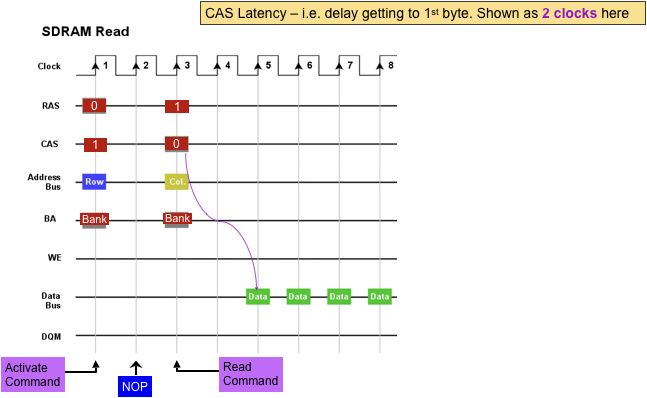 CAS Latency – i.e. delay getting to 1st byte. Shown as 2 clocks here
SDRAM Read
Clock 1 2 3 4 5 6 7 8
RAS 0 1
CAS 1 0
Address Bus Row Col.
BA Bank Bank
WE
Data Bus Data Data Data Data
DQM
Activate Command
NOP
Read Command